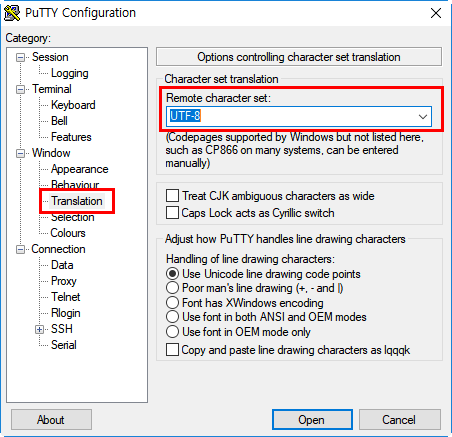 PuTTY Configuration
Category:
Session
Logging
Terminal
Keyboard
Bell
Features
Window
Appearance
Behaviour
Translation
Selection
Colours
Connection
Data
Proxy
Telnet
Rlogin
SSH
Serial
Options controlling character set translation
Character set translation
Remote character set:
UTF-8
(Codepages supported by Windows but not listed here,
such as CP866 on many systems, can be entered
manually)
Treat CJK ambiguous characters as wide
Caps Lock acts as Cyrillic switch
Adjust how PuTTY handles line drawing characters
Handling of line drawing characters:
Use Unicode line drawing code points
Poor man's line drawing (+, - and |)
Font has XWindows encoding
Use font in both ANSI and OEM modes
Use font in OEM mode only
Copy and paste line drawing characters as lqqqk
About
Open
Cancel